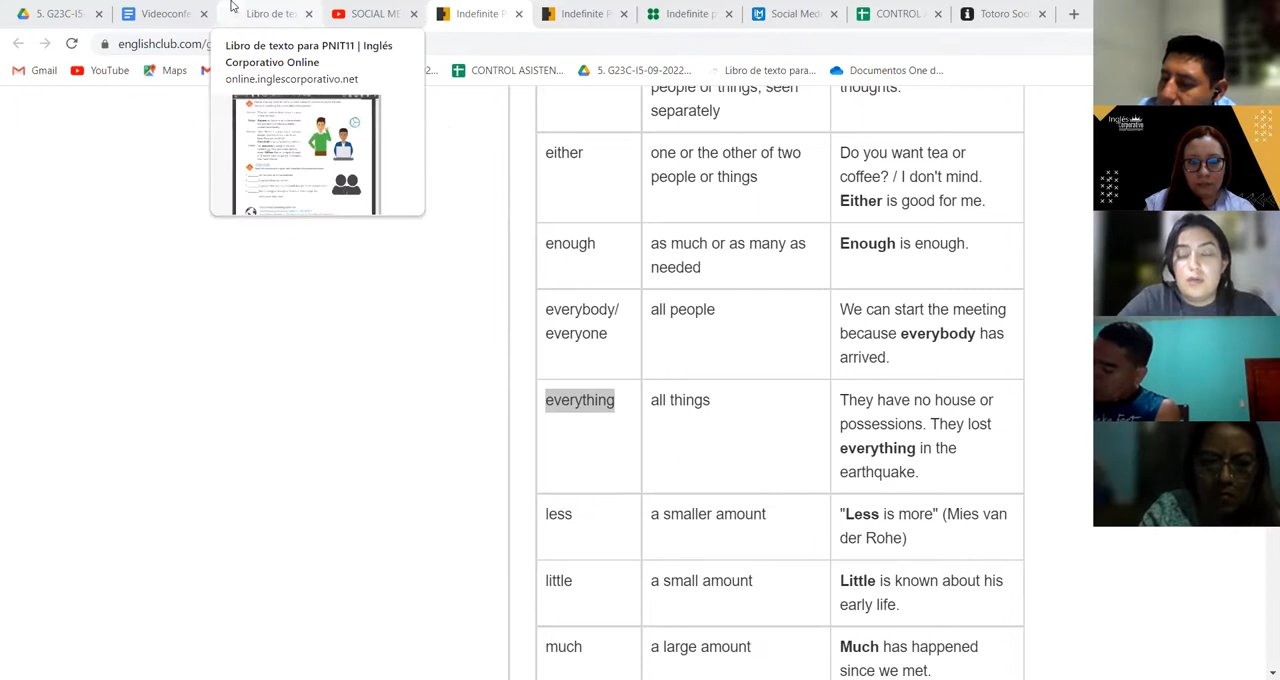 5. G23C-I5-
Videoconfe
Libro de tex
SOCIAL ME
Indefinite P
Indefinite P
Indefinite p
Social Med
CONTROL A
englishclub.com/g
Libro de texto para PNIT11 | Inglés
Corporativo Online
online.inglescorporativo.net
Gmail
YouTube
Maps
2...
CONTROL ASISTEN...
5. G23C-I5-09-2022...
Libro de texto para...
Documentos One d...
people or things, seen
separately
thoughts.
either
one or the other of two
people or things
Do you want tea or
coffee? / I don't mind.
Either is good for me.
enough
as much or as many as
needed
Enough is enough.
everybody/
everyone
all people
We can start the meeting
because everybody has
arrived.
everything
all things
They have no house or
possessions. They lost
everything in the
earthquake.
less
a smaller amount
"Less is more" (Mies van
der Rohe)
little
a small amount
Little is known about his
early life.
much
a large amount
Much has happened
since we met.
Inglés
Corporativo